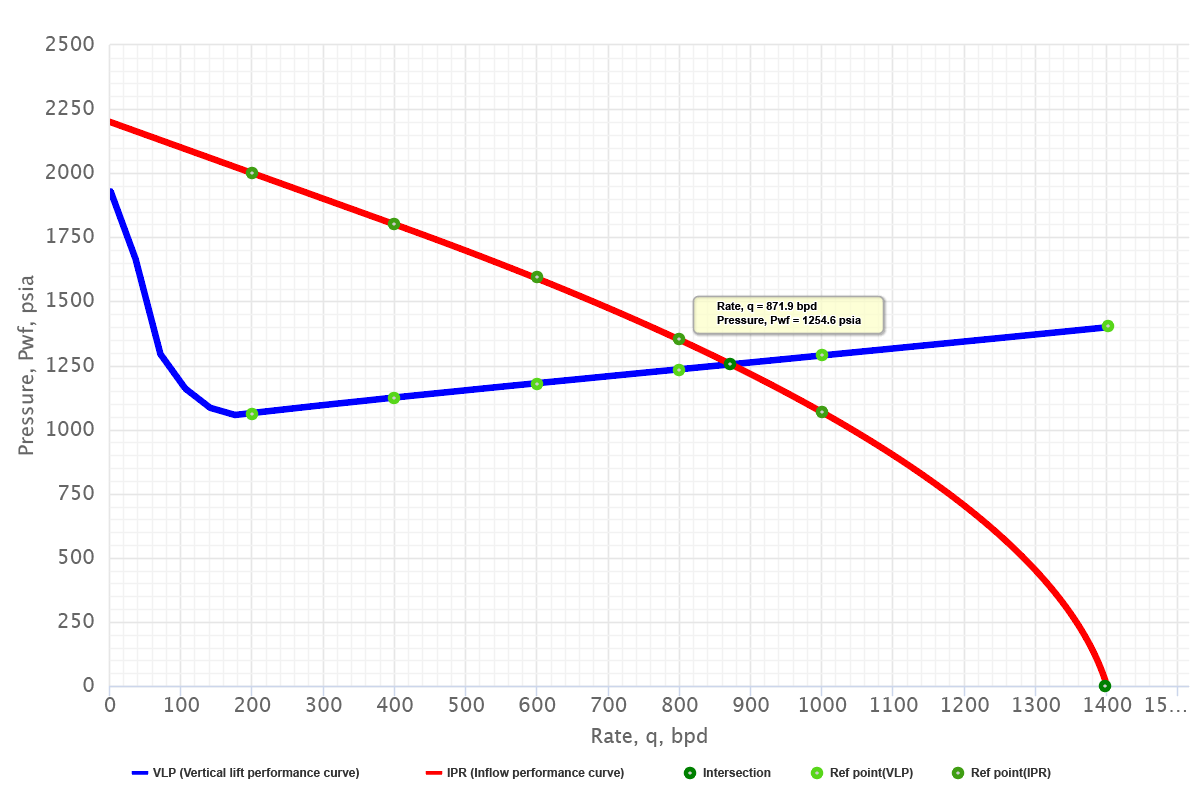 2500
2250
2000
1750
1500
1250
1000
750
500
250
0
Pressure, Pwf, psia
Rate, q = 871.9 bpd
Pressure, Pwf = 1254.6 psia
0 100 200 300 400 500 600 700 800 900 1000 1100 1200 1300 1400 15...
Rate, q, bpd
VLP (Vertical lift performance curve) IPR (Inflow performance curve) Intersection Ref point(VLP) Ref point(IPR)